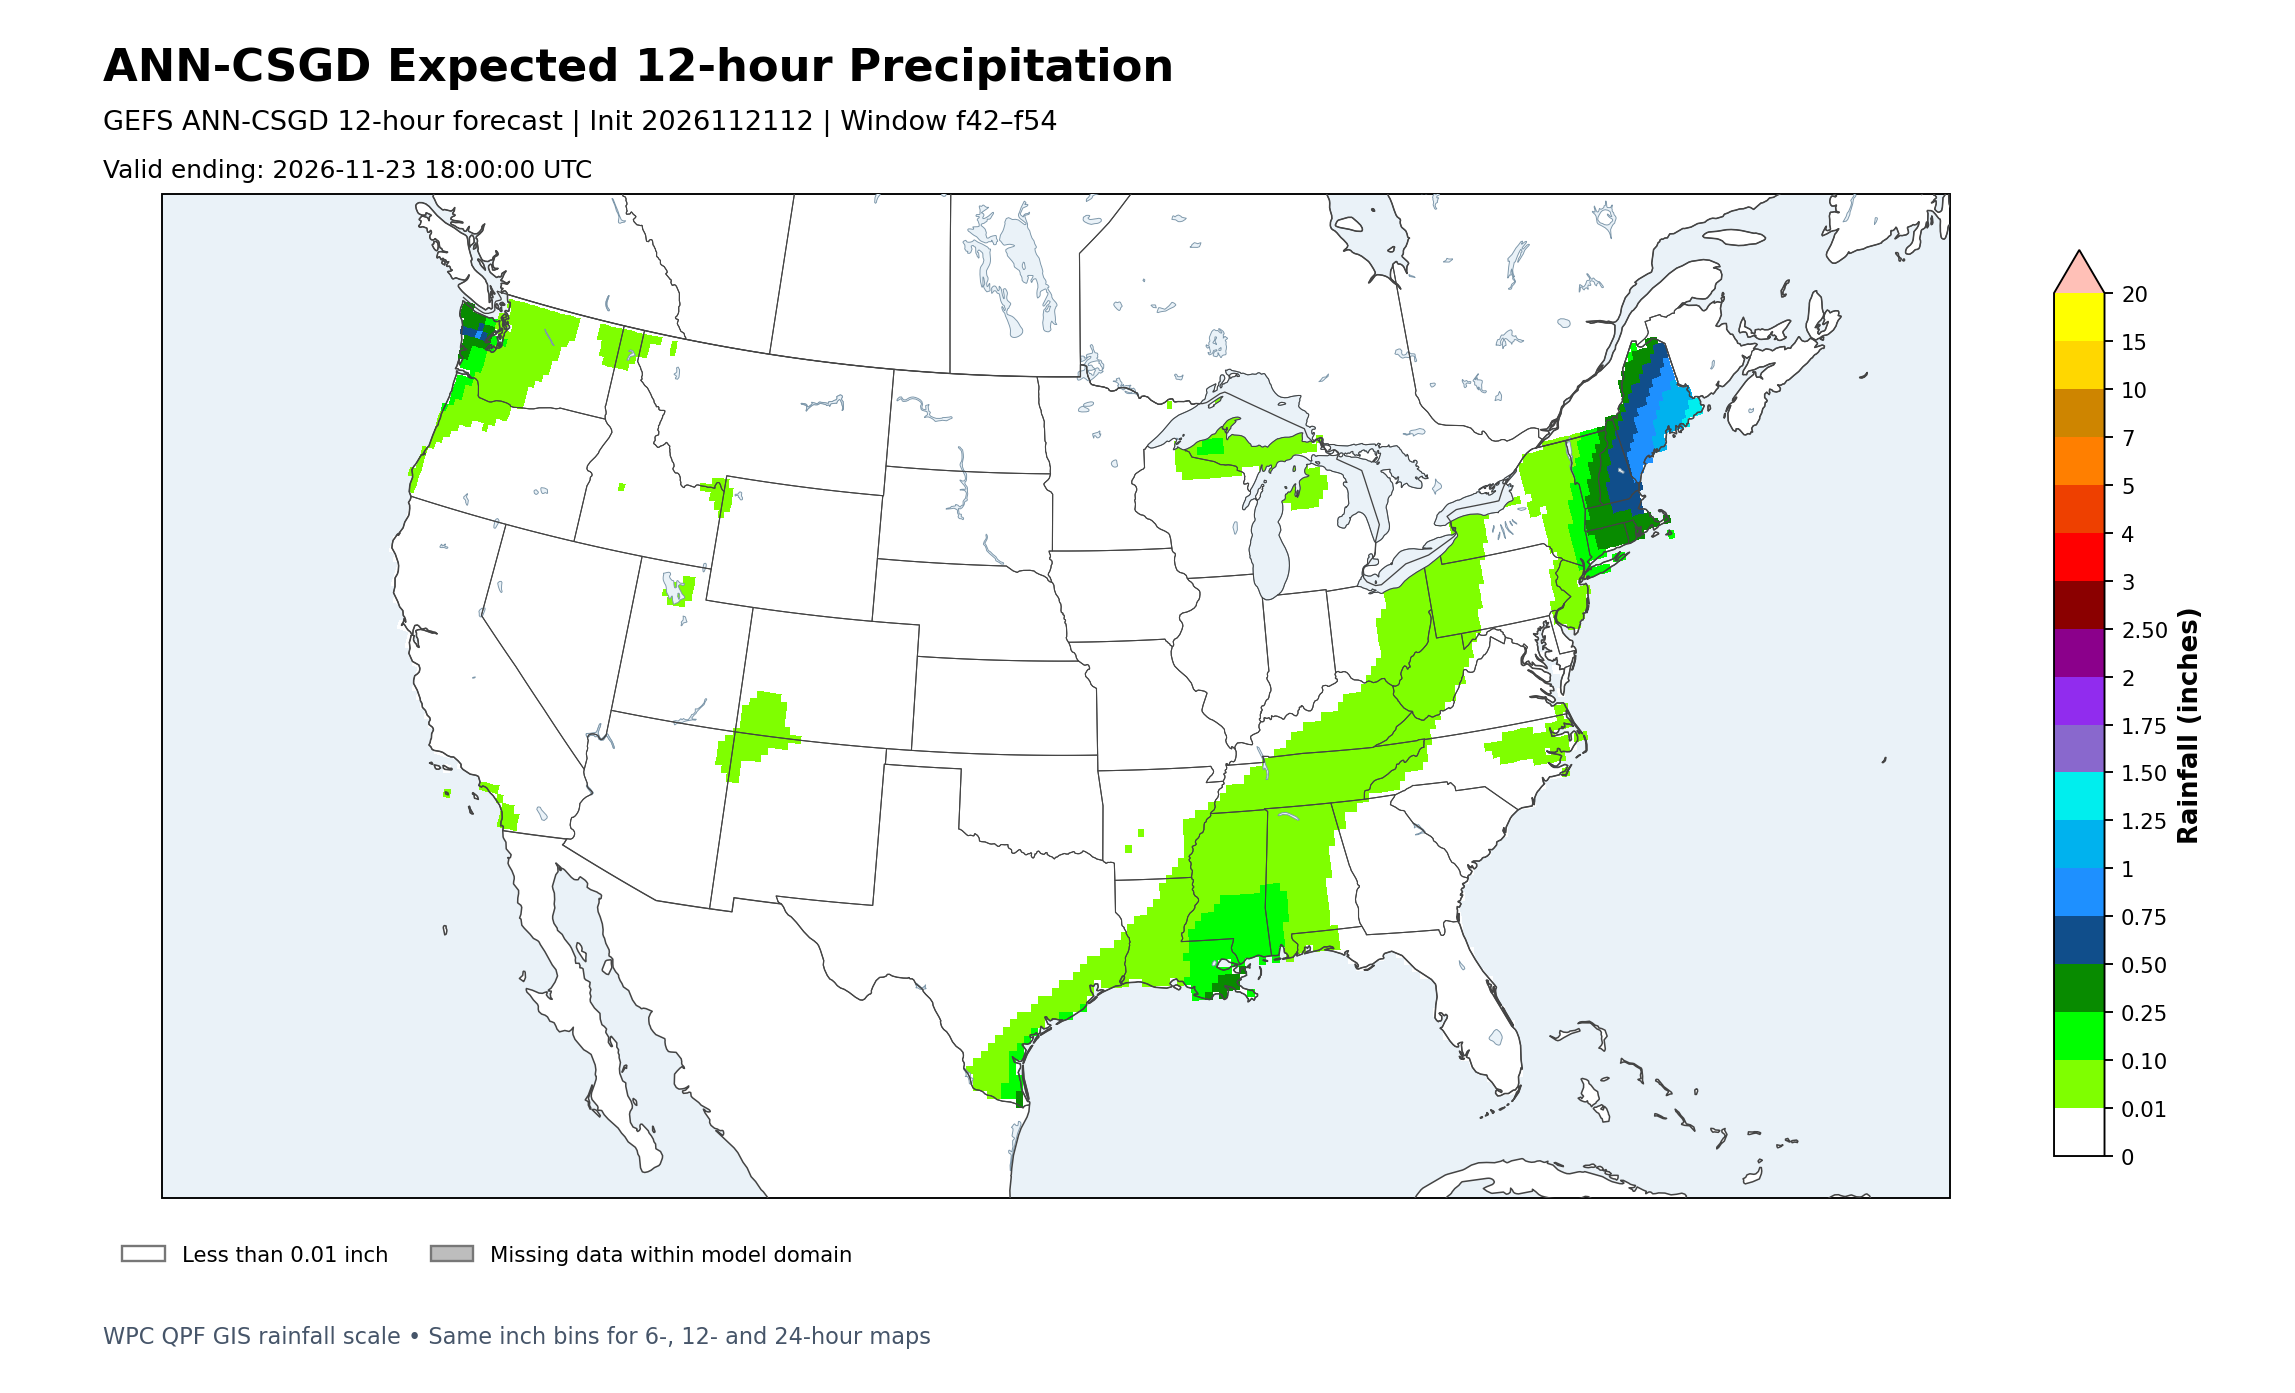 ANN-CSGD Expected 12-hour Precipitation
GEFS ANN-CSGD 12-hour forecast | Init 2026112112 | Window f42–f54
Valid ending: 2026-11-23 18:00:00 UTC
20
15
10
7
5
4
3
2.50
2
1.75
1.50
1.25
1
0.75
0.50
0.25
0.10
0.01
0
Rainfall (inches)
Less than 0.01 inch
Missing data within model domain
WPC QPF GIS rainfall scale • Same inch bins for 6-, 12- and 24-hour maps